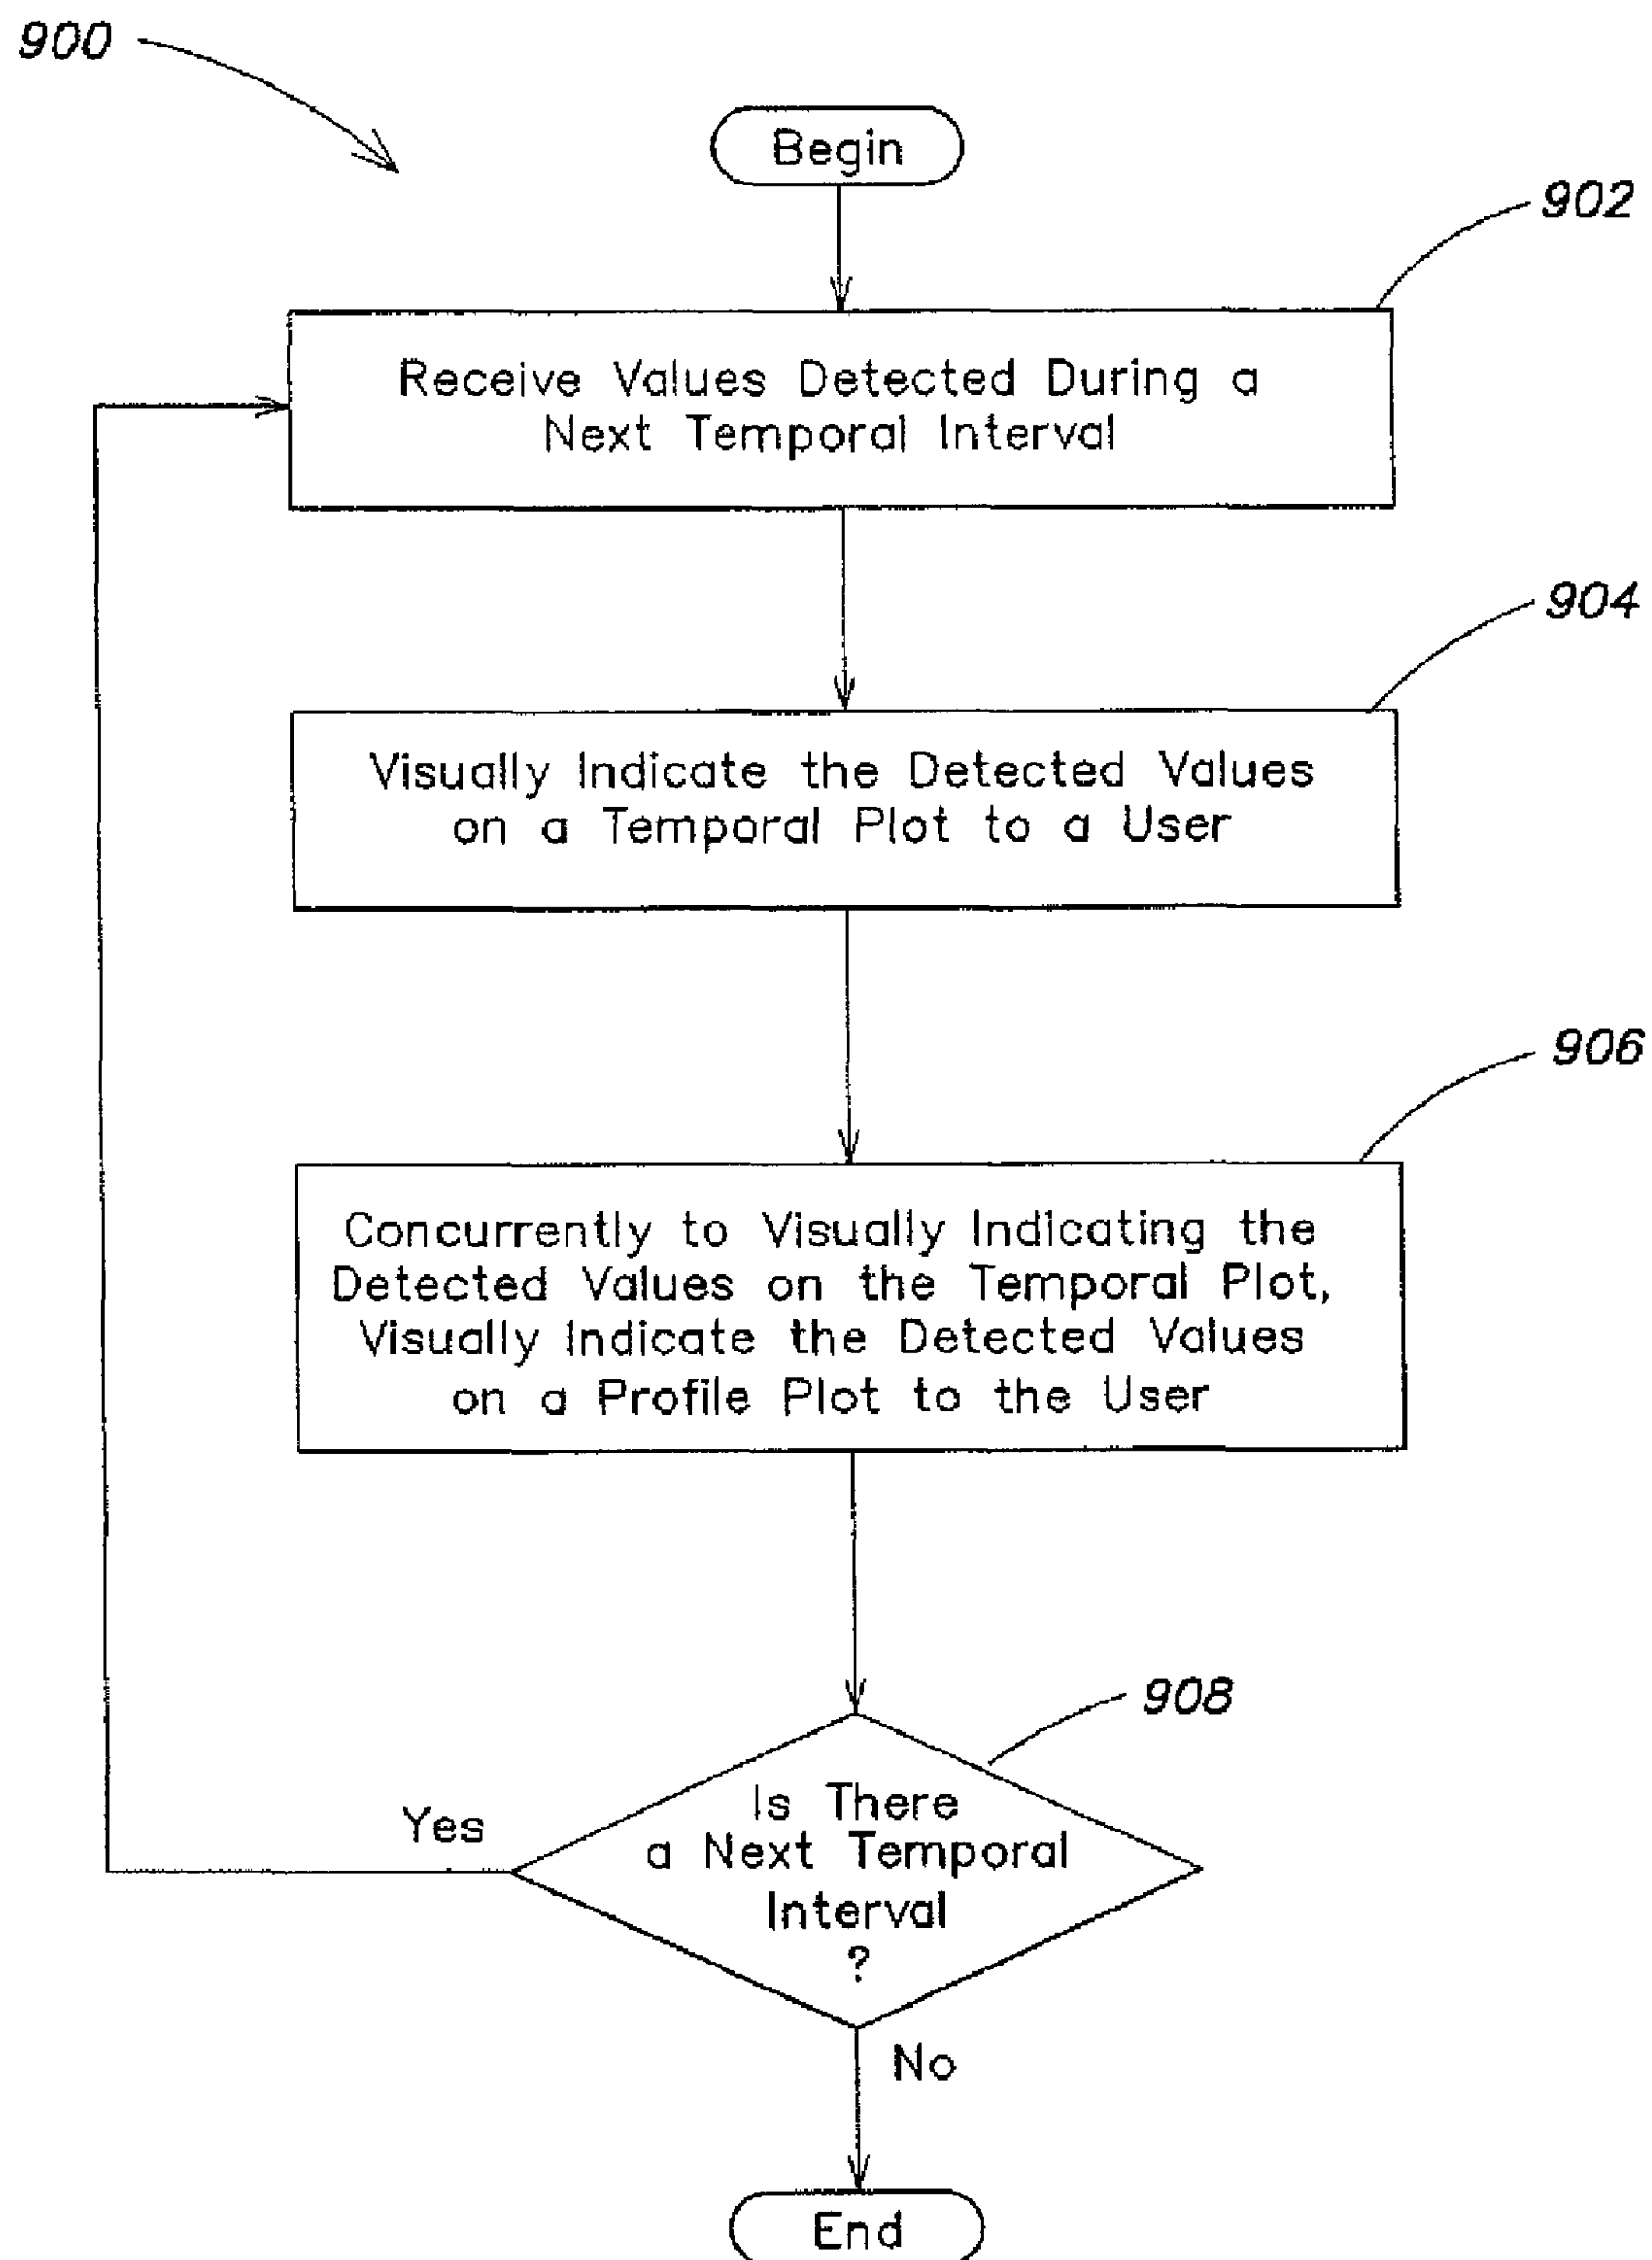 900
Begin
902
Receive Values Detected During a
Next Temporal Interval
904
Visually Indicate the Detected Values
on a Temporal Plot to a User
906
Concurrently to Visually Indicating the
Detected Values on the Temporal Plot,
Visually Indicate the Detected Values
on a Profile Plot to the User
908
Is There
a Next Temporal
Interval
?
Yes
No
End